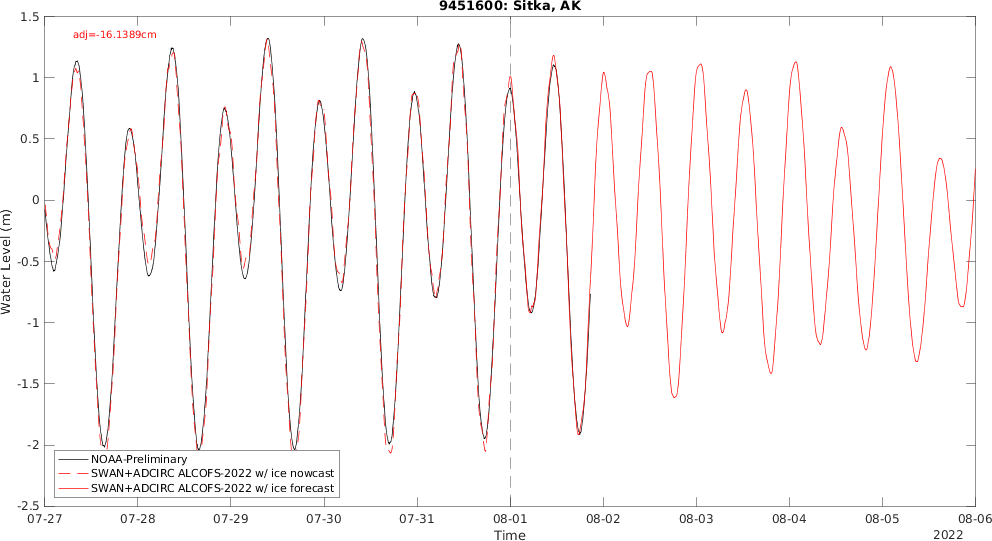 9451600: Sitka, AK
adj=-16.1389cm
Water Level (m)
1.5
1
0.5
0
-0.5
-1
-1.5
-2
-2.5
NOAA-Preliminary
SWAN+ADCIRC ALCOFS-2022 w/ ice nowcast
SWAN+ADCIRC ALCOFS-2022 w/ ice forecast
07-27 07-28 07-29 07-30 07-31 08-01 08-02 08-03 08-04 08-05 08-06
Time
2022